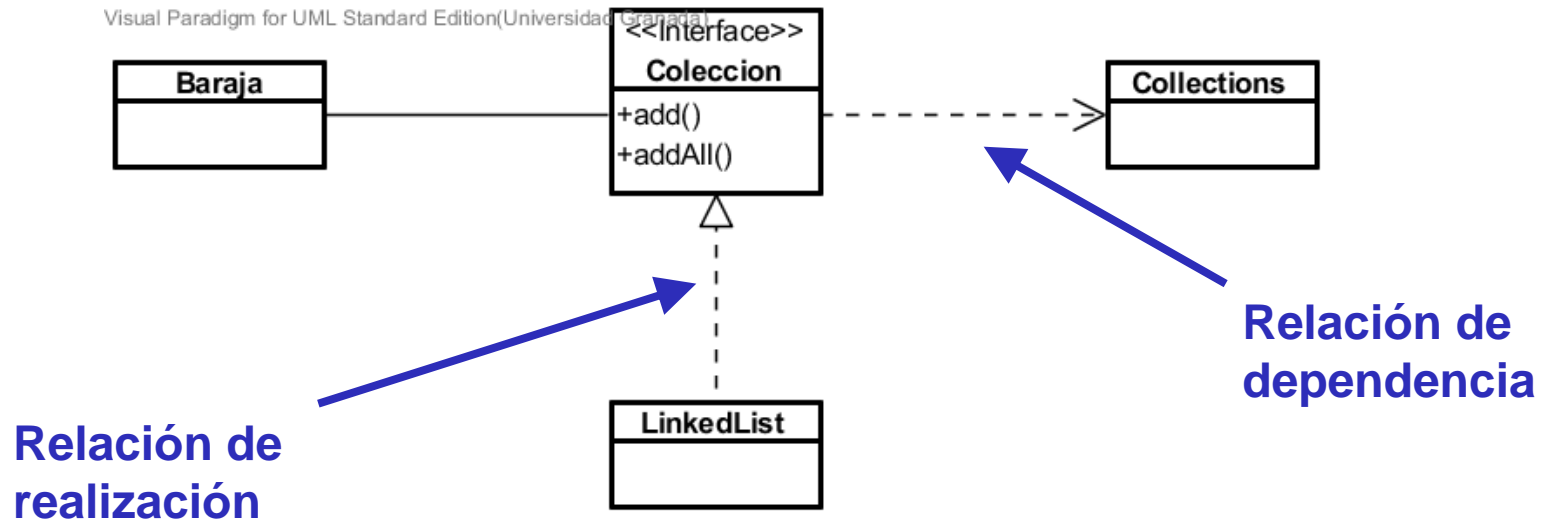 Visual Paradigm for UML Standard Edition(Universidad Granada)
<<Interface>>
Coleccion
+add()
+addAll()
Baraja
Collections
LinkedList
Relación de
realización
Relación de
dependencia